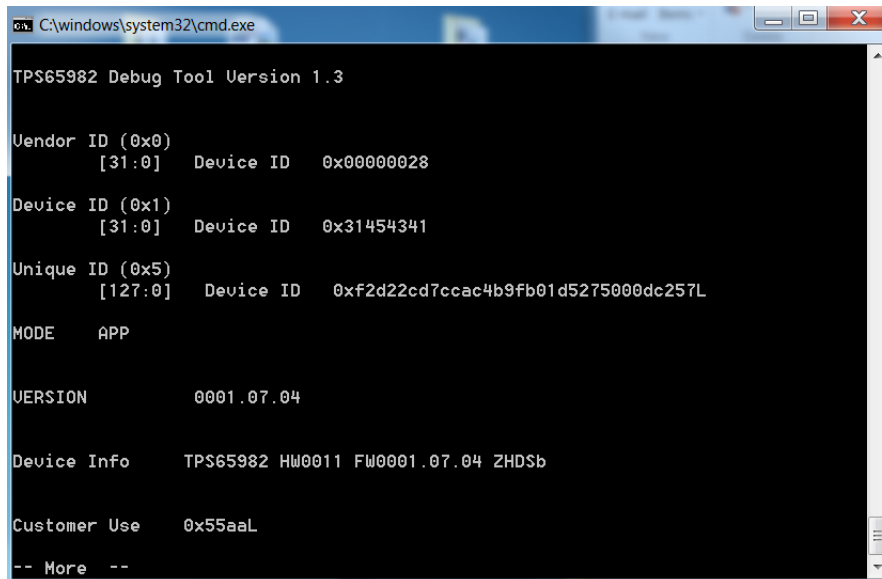 C:\windows\system32\cmd.exe
TPS65982 Debug Tool Version 1.3
Vendor ID (0x0)
[31:0] Device ID 0x00000028
Device ID (0x1)
[31:0] Device ID 0x31454341
Unique ID (0x5)
[127:0] Device ID 0xf2d22cd7ccac4b9fb01d5275000dc257L
MODE APP
VERSION 0001.07.04
Device Info TPS65982 HW0011 FW0001.07.04 ZHDSb
Customer Use 0x55aaL
-- More --